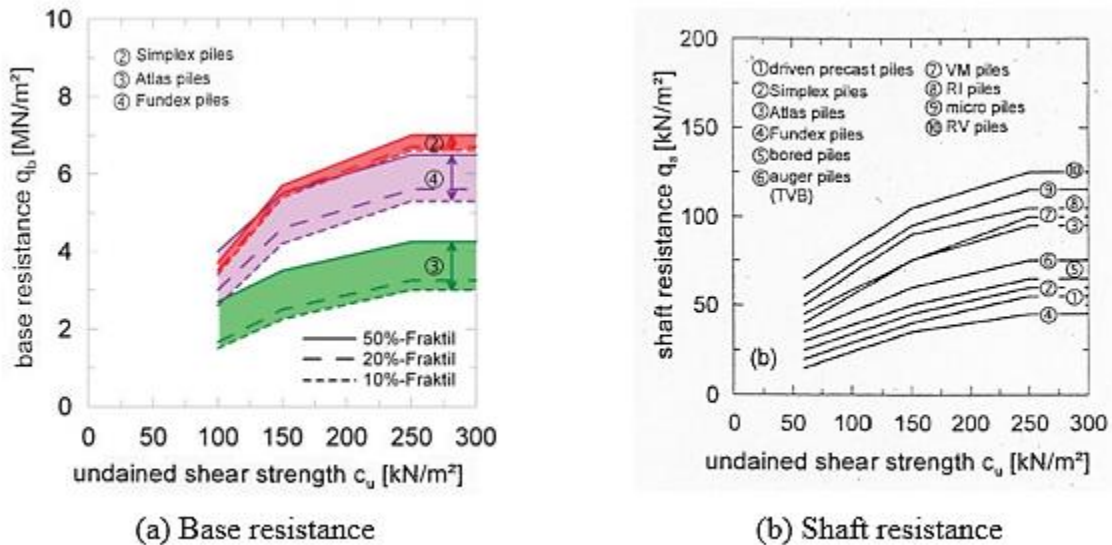 base resistance q_b [MN/m²]
10
8
6
4
2
0
② Simplex piles
③ Atlas piles
④ Fundex piles
②
④
③
50%-Fraktil
20%-Fraktil
10%-Fraktil
0 50 100 150 200 250 300
undained shear strength c_u [kN/m²]
(a) Base resistance
shaft resistance q_s [kN/m²]
200
150
100
50
0
①driven precast piles
②Simplex piles
③Atlas piles
④Fundex piles
⑤bored piles
⑥auger piles
(TVB)
⑦ VM piles
⑧ RI piles
⑨ micro piles
⑩ RV piles
⑩
⑨
⑧
⑦
③
⑥
⑤
②
①
④
(b)
0 50 100 150 200 250 300
undained shear strength c_u [kN/m²]
(b) Shaft resistance